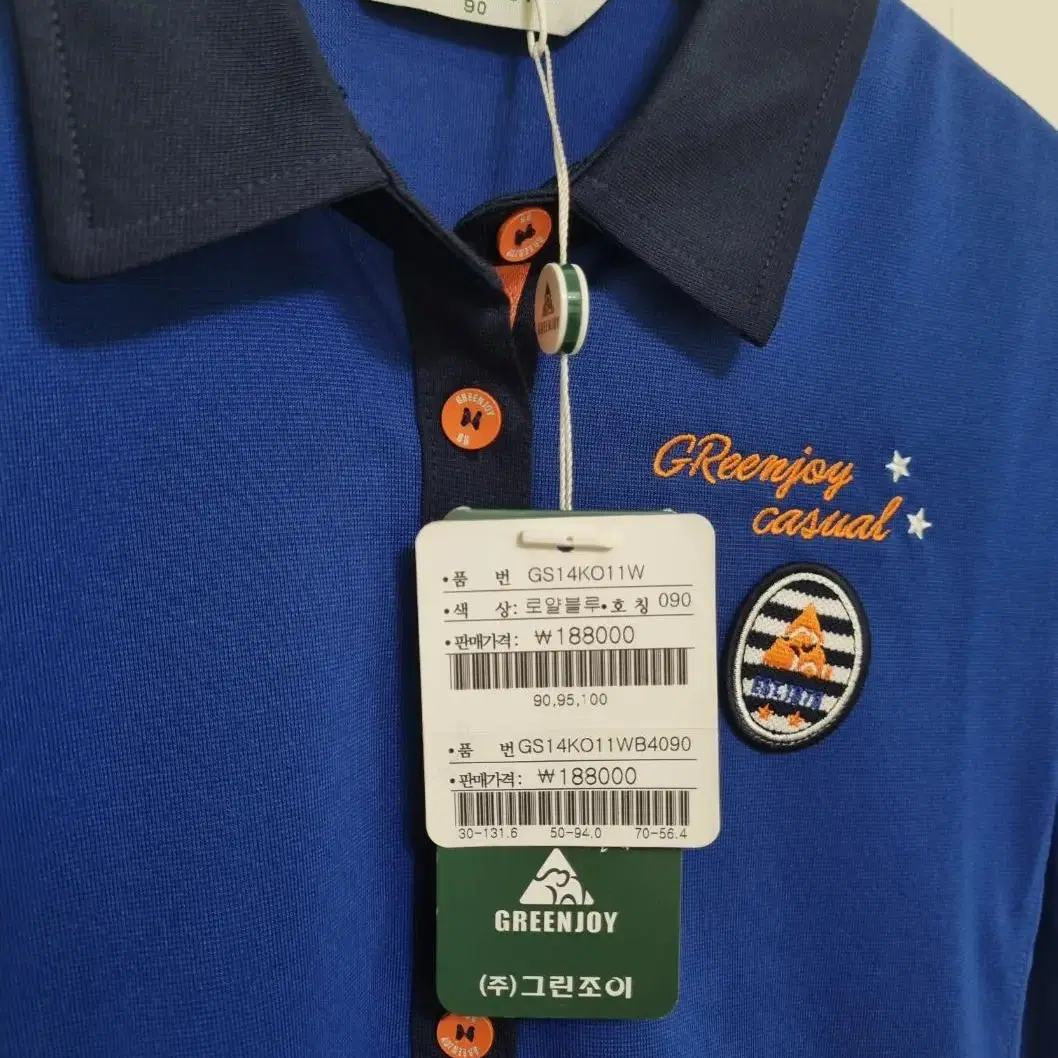 90
GREENJOY
GREENJOY
GReenjoy
casual
•품 번 GS14KO11W
•색 상: 로얄블루•호 칭 090
•판매가격: ₩188000
90,95,100
•품 번GS14KO11WB4090
•판매가격: ₩188000
30-131.6 50-94.0 70-56.4
GREENJOY
(주)그린조이